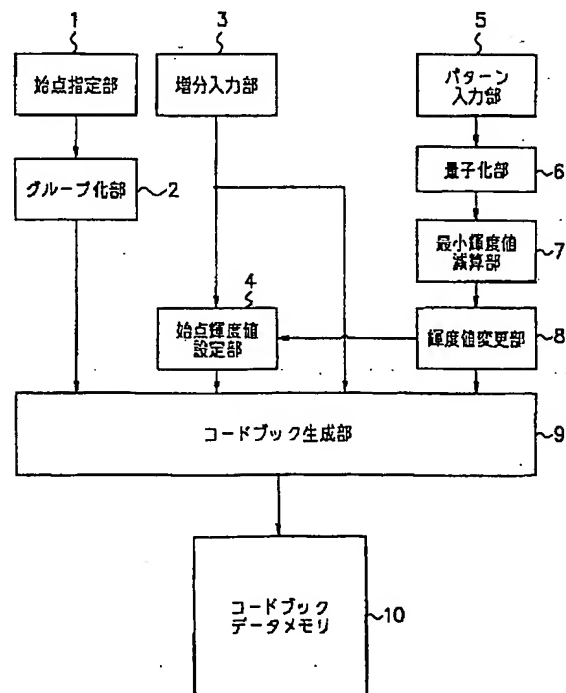 1
始点指定部
グループ化部
2
3
増分入力部
4
始点輝度値
設定部
5
パターン
入力部
量子化部
6
最小輝度値
減算部
7
輝度値変更部
8
コードブック生成部
9
コードブック
データメモリ
10